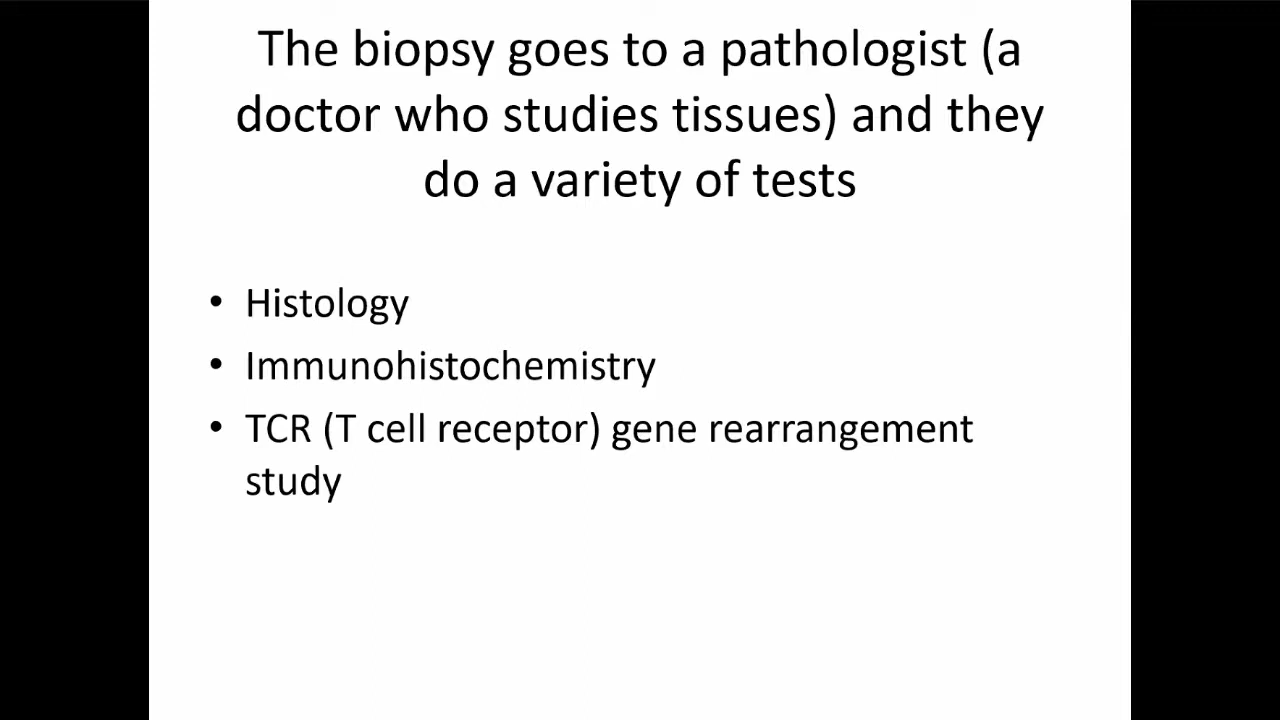 The biopsy goes to a pathologist (a
doctor who studies tissues) and they
do a variety of tests
• Histology
• Immunohistochemistry
• TCR (T cell receptor) gene rearrangement
study